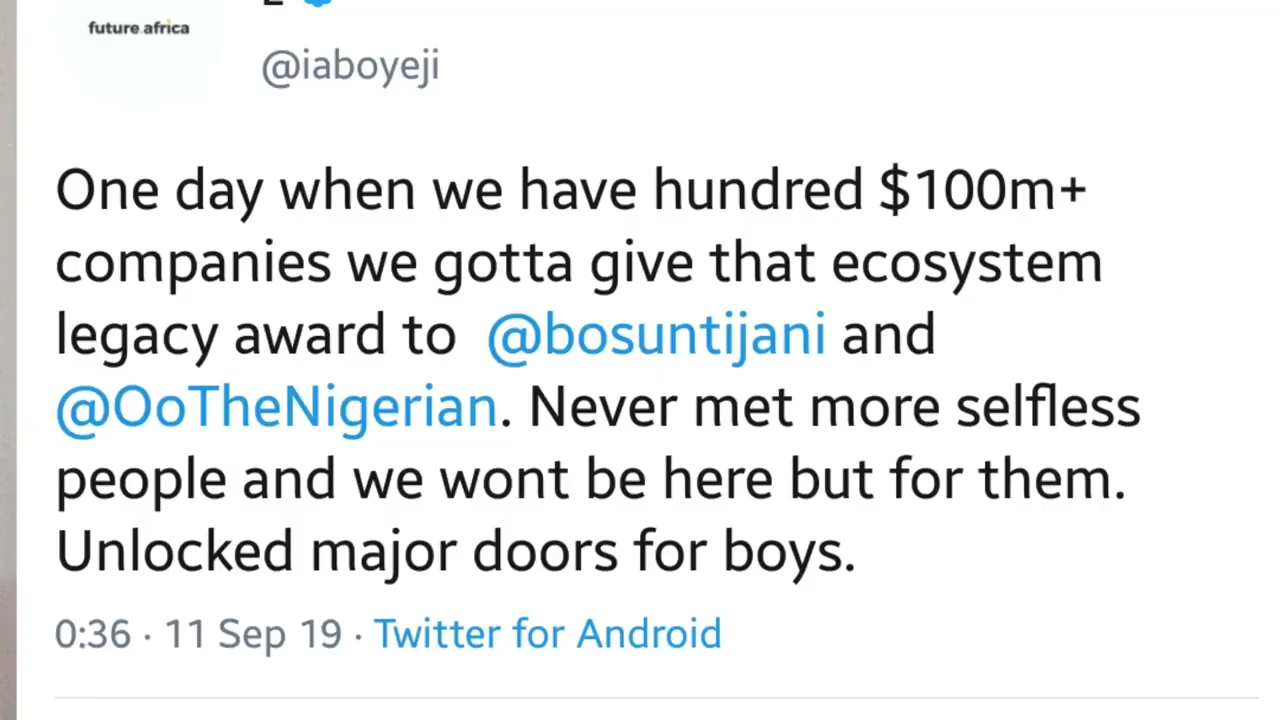 future.africa
@iaboyeji
One day when we have hundred $100m+
companies we gotta give that ecosystem
legacy award to @bosuntijani and
@OoTheNigerian. Never met more selfless
people and we wont be here but for them.
Unlocked major doors for boys.
0:36 · 11 Sep 19 · Twitter for Android